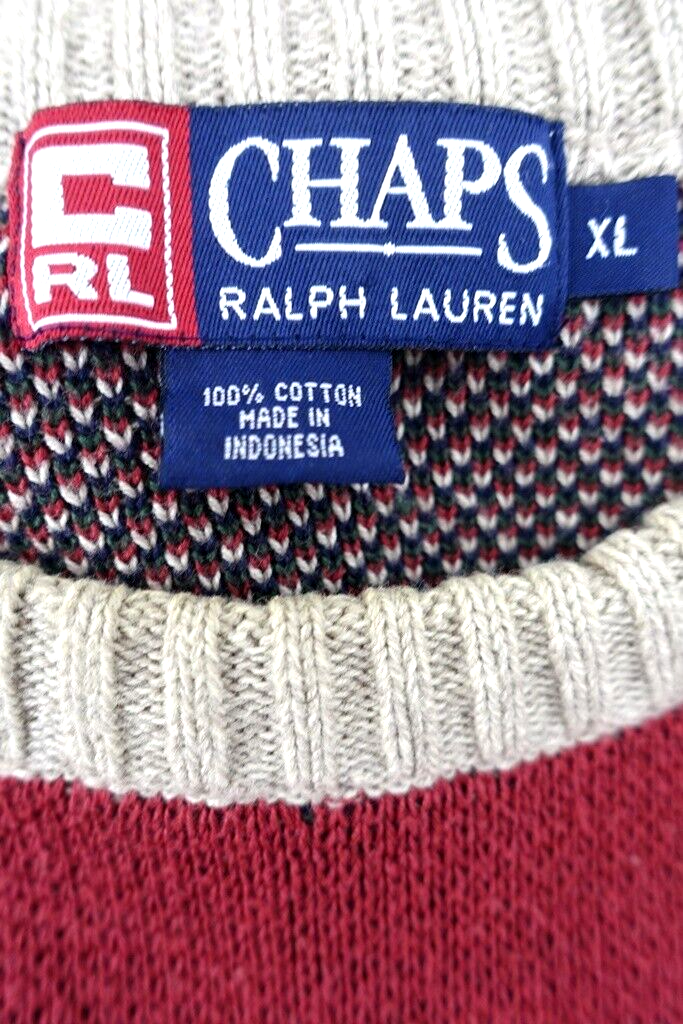 C
RL
CHAPS
RALPH LAUREN
XL
100% COTTON
MADE IN
INDONESIA